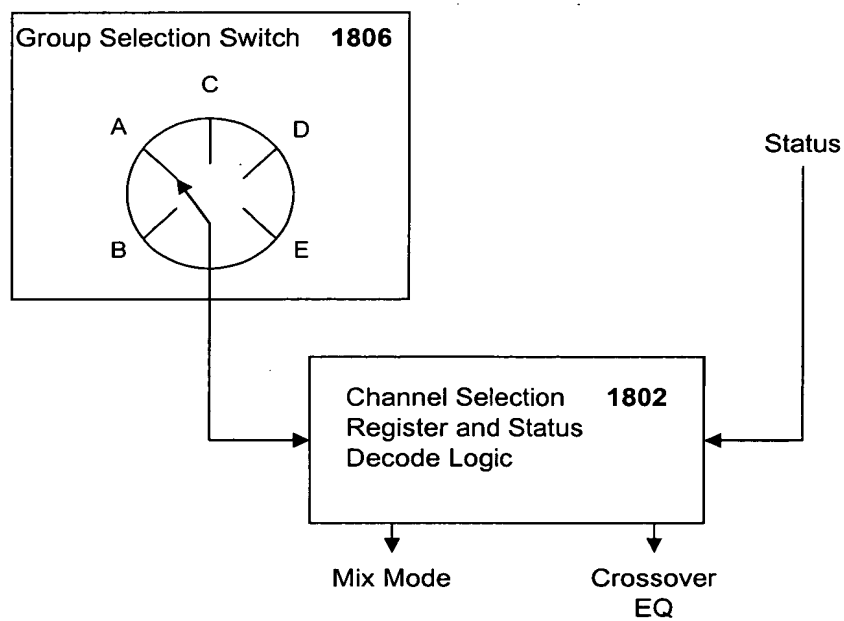 Group Selection Switch 1806
C
A
D
B
E
Status
Channel Selection 1802
Register and Status
Decode Logic
Mix Mode
Crossover
EQ